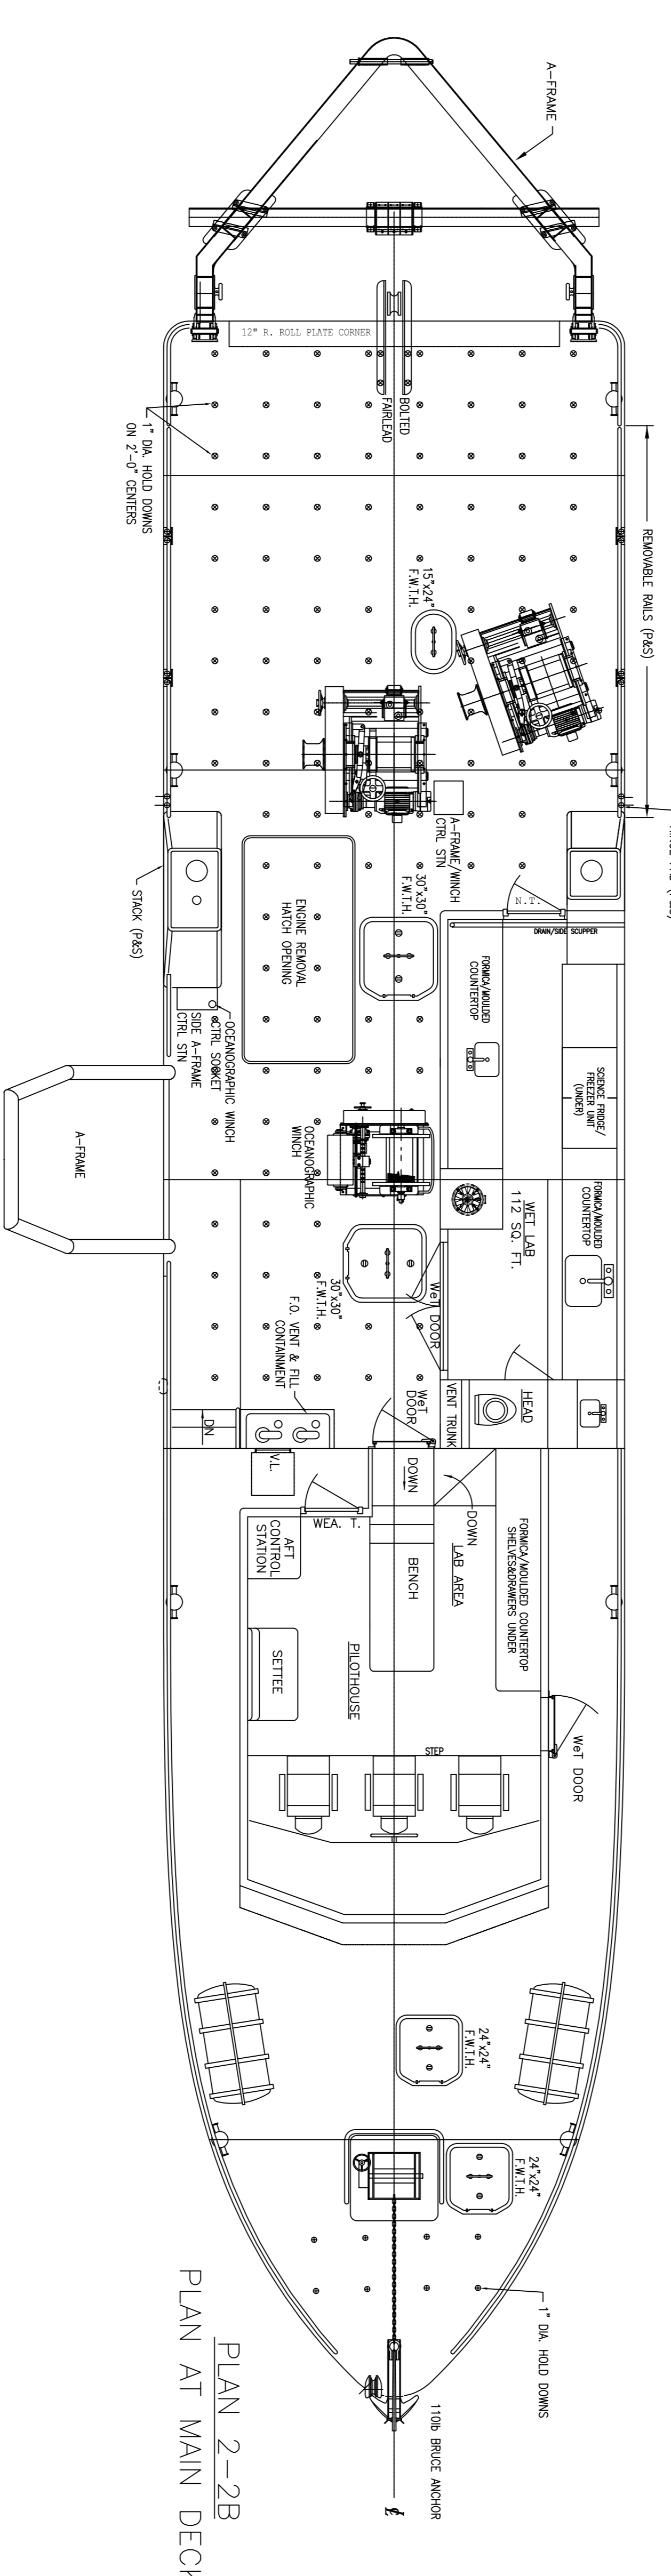 A-FRAME
12" R. ROLL PLATE CORNER
BOLTED
FAIRLEAD
1" DIA. HOLD DOWNS
ON 2'-0" CENTERS
REMOVABLE RAILS (P&S)
15"x24"
F.W.T.H.
A-FRAME/WINCH
CTRL STN
STACK (P&S)
ENGINE REMOVAL
HATCH OPENING
30"x30"
F.W.T.H.
N.T.
DRAIN/SIDE SCUPPER
FORMICA/MOULDED
COUNTERTOP
SCIENCE FRIDGE/
FREEZER UNIT
(UNDER)
OCEANOGRAPHIC WINCH
CTRL SOCKET
SIDE A-FRAME
CTRL STN
A-FRAME
OCEANOGRAPHIC
WINCH
WET LAB
112 SQ. FT.
FORMICA/MOULDED
COUNTERTOP
30"x30"
F.W.T.H.
WeT DOOR
F.O. VENT & FILL
CONTAINMENT
DN
WeT
DOOR
VENT TRUNK
HEAD
V.L.
DOWN
DOWN
WEA. T.
AFT
CONTROL
STATION
BENCH
LAB AREA
FORMICA/MOULDED COUNTERTOP
SHELVES&DRAWERS UNDER
SETTEE
PILOTHOUSE
STEP
WeT DOOR
24"x24"
F.W.T.H.
24"x24"
F.W.T.H.
1" DIA. HOLD DOWNS
110lb BRUCE ANCHOR
PLAN 2-2B
PLAN AT MAIN DECK